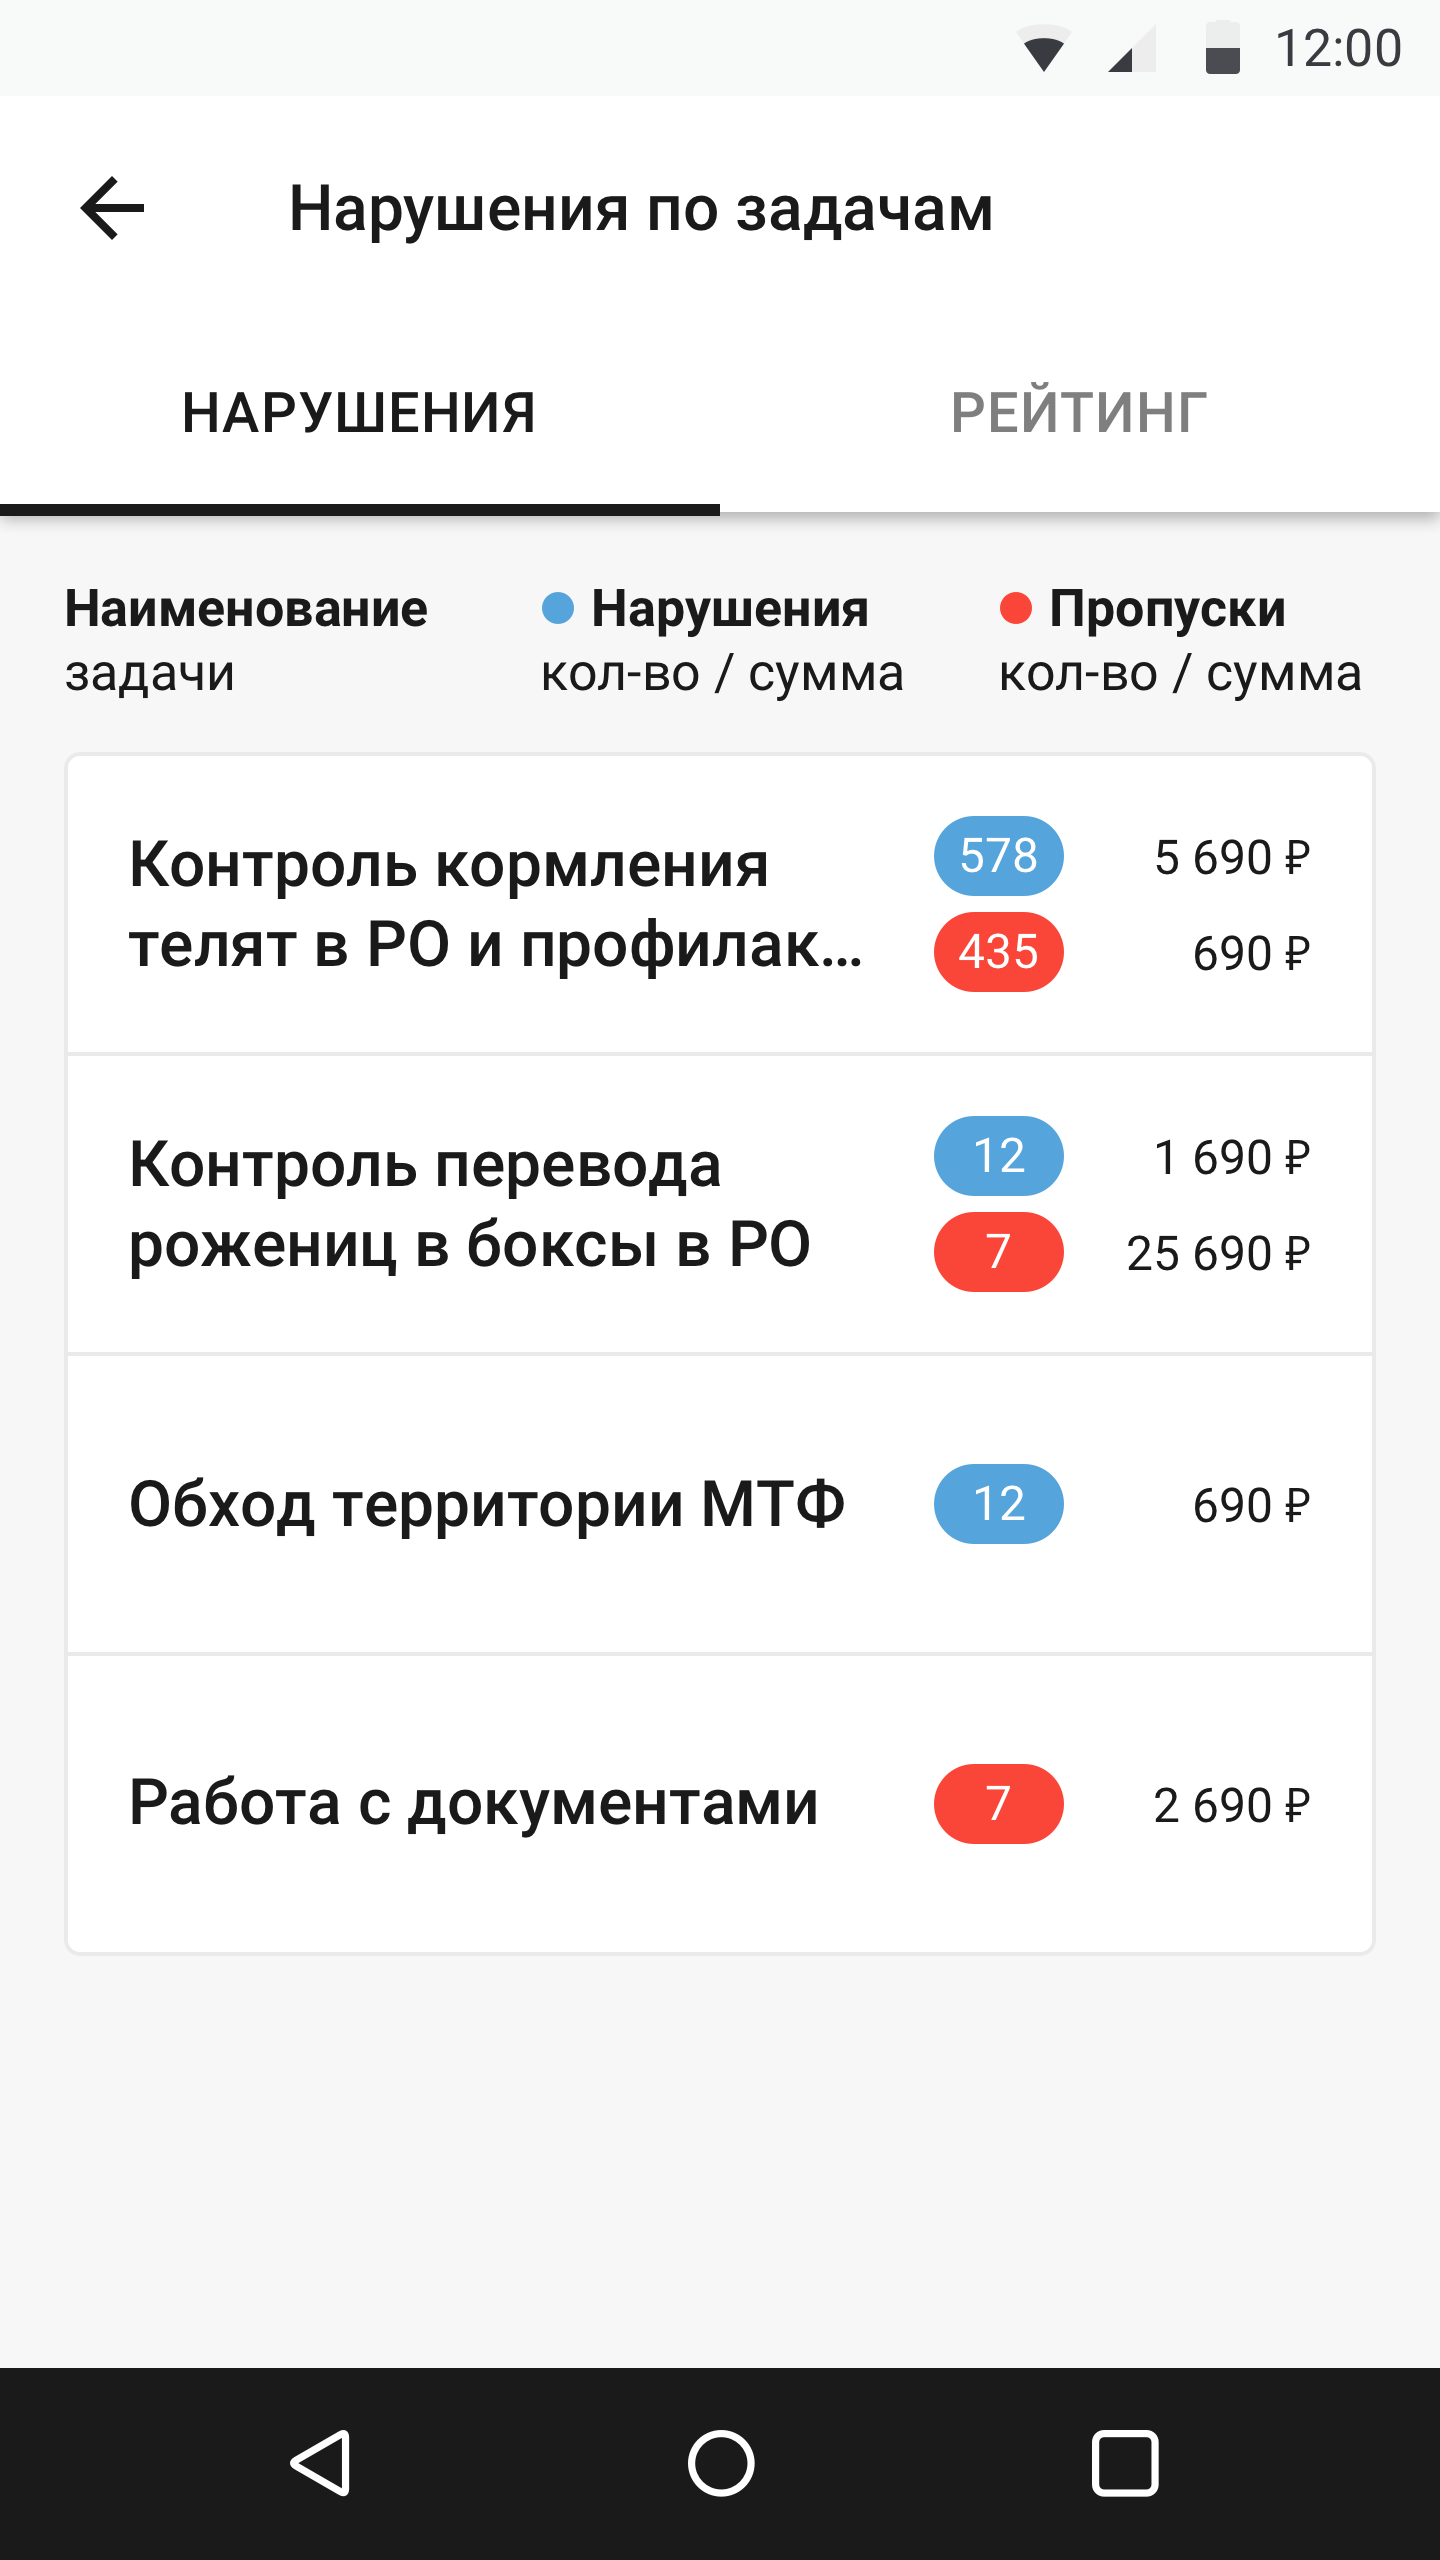 12:00
Нарушения по задачам
НАРУШЕНИЯ
РЕЙТИНГ
Наименование
задачи
Нарушения
кол-во / сумма
Пропуски
кол-во / сумма
Контроль кормления
телят в РО и профилак...
578 5 690 ₽
435 690 ₽
Контроль перевода
рожениц в боксы в РО
12 1 690 ₽
7 25 690 ₽
Обход территории МТФ
12 690 ₽
Работа с документами
7 2 690 ₽